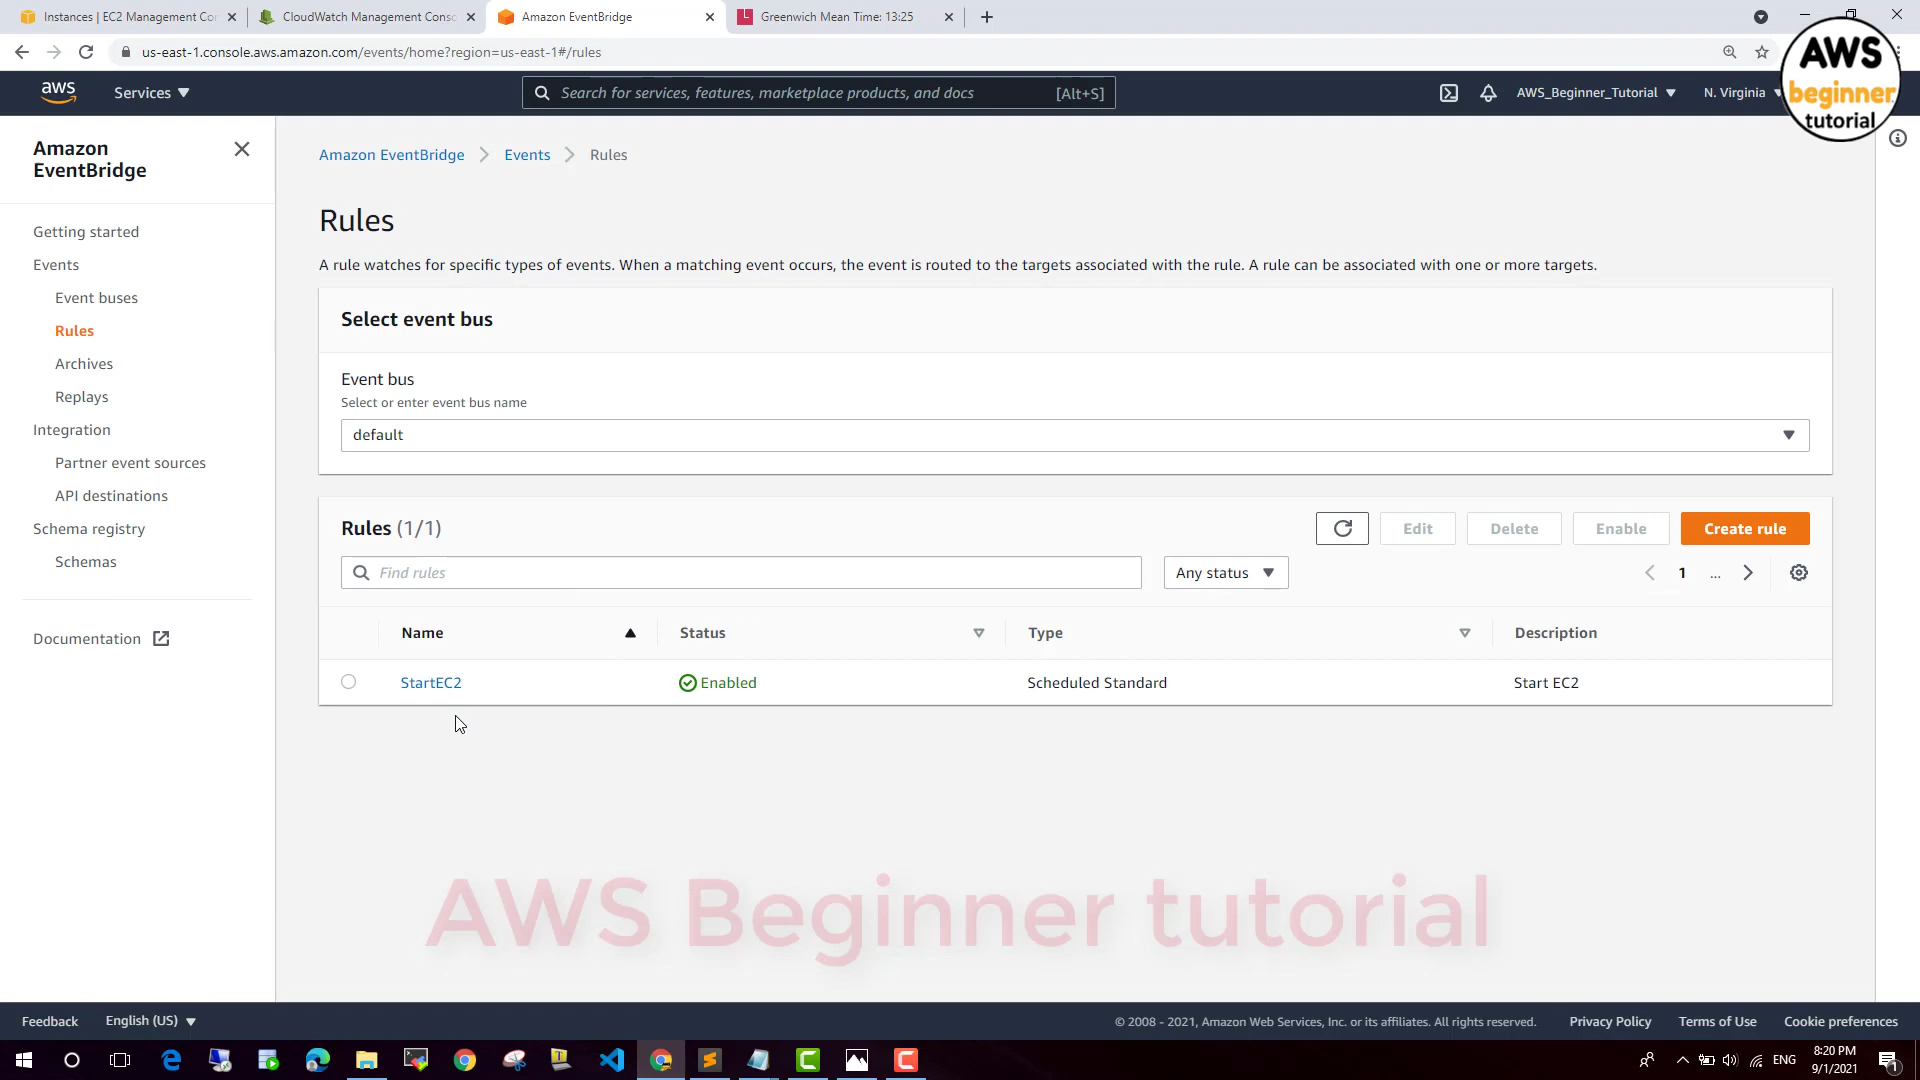 Instances | EC2 Management Con
CloudWatch Management Conso
Amazon EventBridge
Greenwich Mean Time: 13:25
us-east-1.console.aws.amazon.com/events/home?region=us-east-1#/rules
aws
Services
Search for services, features, marketplace products, and docs
[Alt+S]
AWS_Beginner_Tutorial
N. Virginia
AWS
beginner
tutorial
Amazon
EventBridge
Getting started
Events
Event buses
Rules
Archives
Replays
Integration
Partner event sources
API destinations
Schema registry
Schemas
Documentation
Amazon EventBridge
Events
Rules
Rules
A rule watches for specific types of events. When a matching event occurs, the event is routed to the targets associated with the rule. A rule can be associated with one or more targets.
Select event bus
Event bus
Select or enter event bus name
default
Rules (1/1)
Edit
Delete
Enable
Create rule
Find rules
Any status
1
...
Name
Status
Type
Description
StartEC2
Enabled
Scheduled Standard
Start EC2
AWS Beginner tutorial
Feedback
English (US)
© 2008 - 2021, Amazon Web Services, Inc. or its affiliates. All rights reserved.
Privacy Policy
Terms of Use
Cookie preferences
ENG
8:20 PM
9/1/2021
1